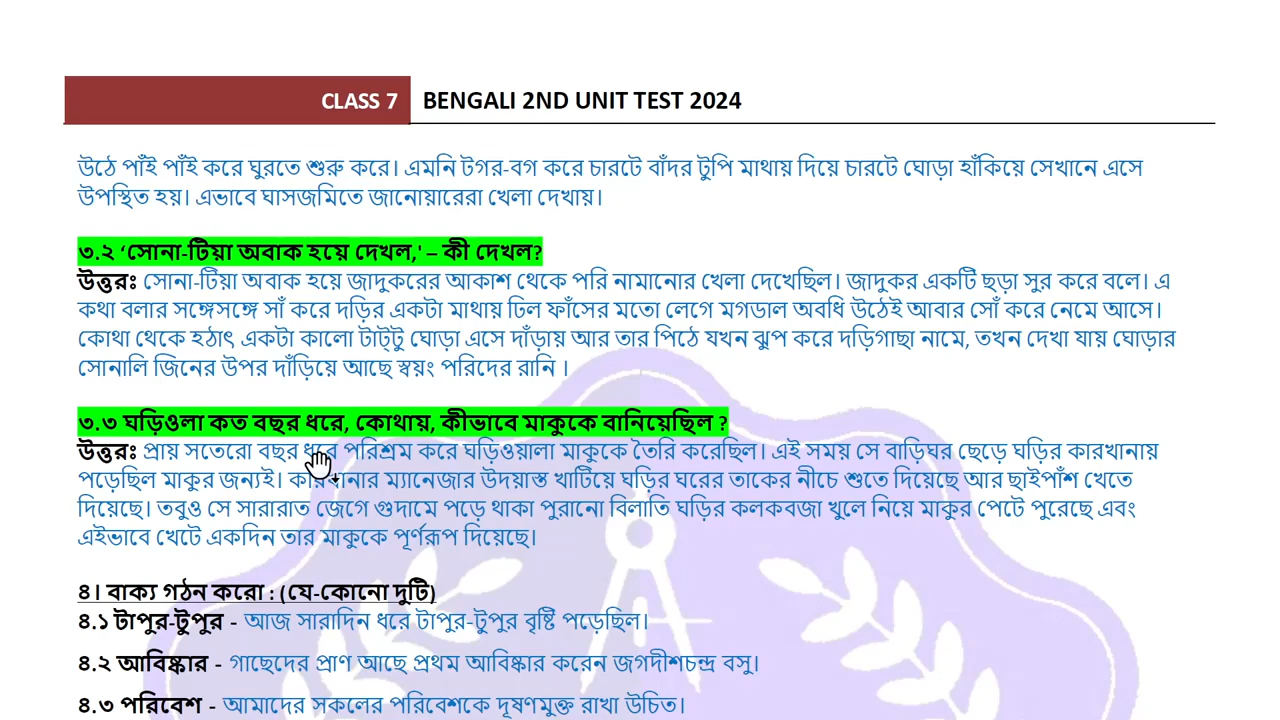 CLASS 7 BENGALI 2ND UNIT TEST 2024
উঠে পাঁই পাঁই করে ঘুরতে শুরু করে। এমনি টগর-বগ করে চারটে বাঁদর টুপি মাথায় দিয়ে চারটে ঘোড়া হাঁকিয়ে সেখানে এসে
উপস্থিত হয়। এভাবে ঘাসজমিতে জানোয়ারেরা খেলা দেখায়।
৩.২ ‘সোনা-টিয়া অবাক হয়ে দেখল,' – কী দেখল?
উত্তরঃ সোনা-টিয়া অবাক হয়ে জাদুকরের আকাশ থেকে পরি নামানোর খেলা দেখেছিল। জাদুকর একটি ছড়া সুর করে বলে। এ
কথা বলার সঙ্গেসঙ্গে সাঁ করে দড়ির একটা মাথায় ঢিল ফাঁসের মতো লেগে মগডাল অবধি উঠেই আবার সোঁ করে নেমে আসে।
কোথা থেকে হঠাৎ একটা কালো টাট্টু ঘোড়া এসে দাঁড়ায় আর তার পিঠে যখন ঝুপ করে দড়িগাছা নামে, তখন দেখা যায় ঘোড়ার
সোনালি জিনের উপর দাঁড়িয়ে আছে স্বয়ং পরিদের রানি ।
৩.৩ ঘড়িওলা কত বছর ধরে, কোথায়, কীভাবে মাকুকে বানিয়েছিল ?
উত্তরঃ প্রায় সতেরো বছর ধরে পরিশ্রম করে ঘড়িওয়ালা মাকুকে তৈরি করেছিল। এই সময় সে বাড়িঘর ছেড়ে ঘড়ির কারখানায়
পড়েছিল মাকুর জন্যই। কারখানার ম্যানেজার উদয়াস্ত খাটিয়ে ঘড়ির ঘরের তাকের নীচে শুতে দিয়েছে আর ছাইপাঁশ খেতে
দিয়েছে। তবুও সে সারারাত জেগে গুদামে পড়ে থাকা পুরানো বিলাতি ঘড়ির কলকবজা খুলে নিয়ে মাকুর পেটে পুরেছে এবং
এইভাবে খেটে একদিন তার মাকুকে পূর্ণরূপ দিয়েছে।
৪। বাক্য গঠন করো : (যে-কোনো দুটি)
৪.১ টাপুর-টুপুর - আজ সারাদিন ধরে টাপুর-টুপুর বৃষ্টি পড়েছিল।
৪.২ আবিষ্কার - গাছেদের প্রাণ আছে প্রথম আবিষ্কার করেন জগদীশচন্দ্র বসু।
৪.৩ পরিবেশ - আমাদের সকলের পরিবেশকে দূষণমুক্ত রাখা উচিত।